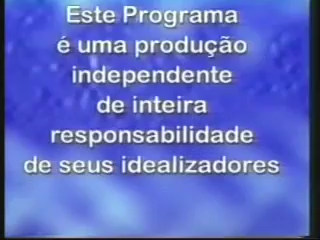 Este Programa
é uma produção
independente
de inteira
responsabilidade
de seus idealizadores